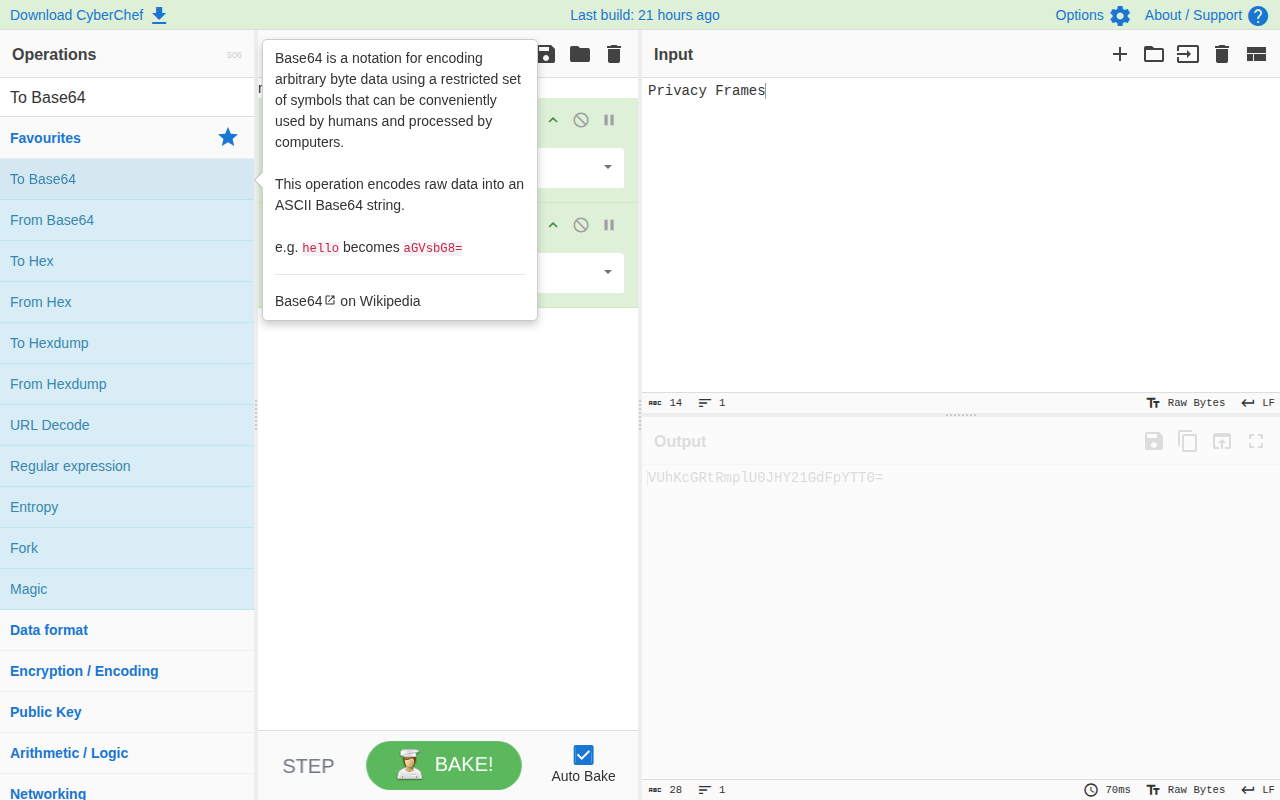 Download CyberChef
Last build: 21 hours ago
Options
About / Support
Operations
506
To Base64
Favourites
To Base64
From Base64
To Hex
From Hex
To Hexdump
From Hexdump
URL Decode
Regular expression
Entropy
Fork
Magic
Data format
Encryption / Encoding
Public Key
Arithmetic / Logic
Networking
Base64 is a notation for encoding
arbitrary byte data using a restricted set
of symbols that can be conveniently
used by humans and processed by
computers.
This operation encodes raw data into an
ASCII Base64 string.
e.g. hello becomes aGVsbG8=
Base64 on Wikipedia
STEP
BAKE!
Auto Bake
Input
Privacy Frames
ABC 14
1
Raw Bytes
LF
Output
VUhKcGRtRmplU0JHY21GdFpYTT0=
ABC 28
1
70ms
Raw Bytes
LF